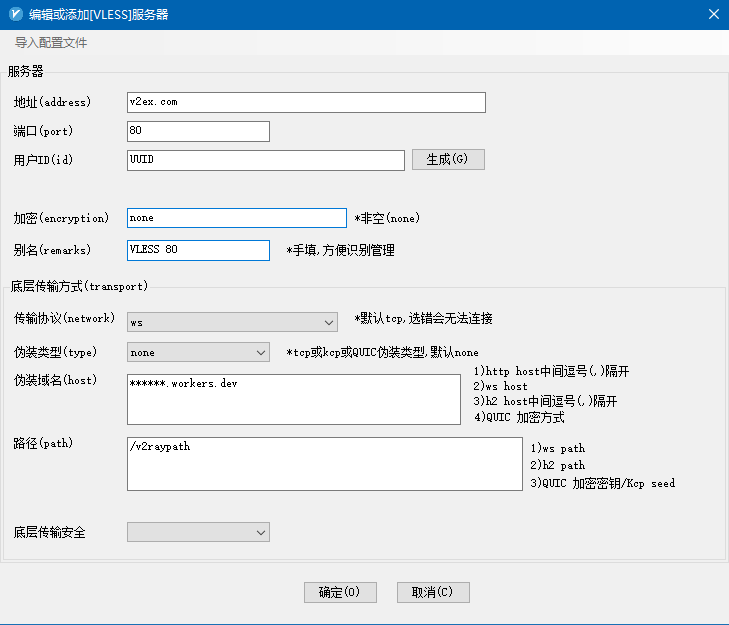 编辑或添加[VLESS]服务器
导入配置文件
服务器
地址(address) v2ex.com
端口(port) 80
用户ID(id) UUID 生成(G)
加密(encryption) none *非空(none)
别名(remarks) VLESS 80 *手填,方便识别管理
底层传输方式(transport)
传输协议(network) ws *默认tcp,选错会无法连接
伪装类型(type) none *tcp或kcp或QUIC伪装类型,默认none
伪装域名(host) ******.workers.dev
1)http host中间逗号(,)隔开
2)ws host
3)h2 host中间逗号(,)隔开
4)QUIC 加密方式
路径(path) /v2raypath
1)ws path
2)h2 path
3)QUIC 加密密钥/Kcp seed
底层传输安全
确定(O) 取消(C)